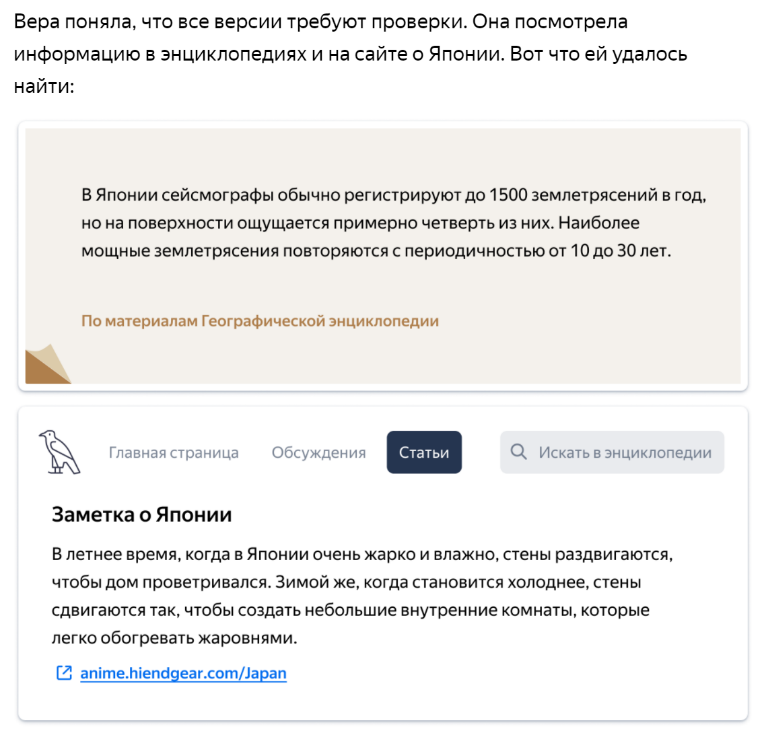 Вера поняла, что все версии требуют проверки. Она посмотрела
информацию в энциклопедиях и на сайте о Японии. Вот что ей удалось
найти:
В Японии сейсмографы обычно регистрируют до 1500 землетрясений в год,
но на поверхности ощущается примерно четверть из них. Наиболее
мощные землетрясения повторяются с периодичностью от 10 до 30 лет.
По материалам Географической энциклопедии
Главная страница Обсуждения Статьи Искать в энциклопедии
Заметка о Японии
В летнее время, когда в Японии очень жарко и влажно, стены раздвигаются,
чтобы дом проветривался. Зимой же, когда становится холоднее, стены
сдвигаются так, чтобы создать небольшие внутренние комнаты, которые
легко обогревать жаровнями.
anime.hiendgear.com/Japan